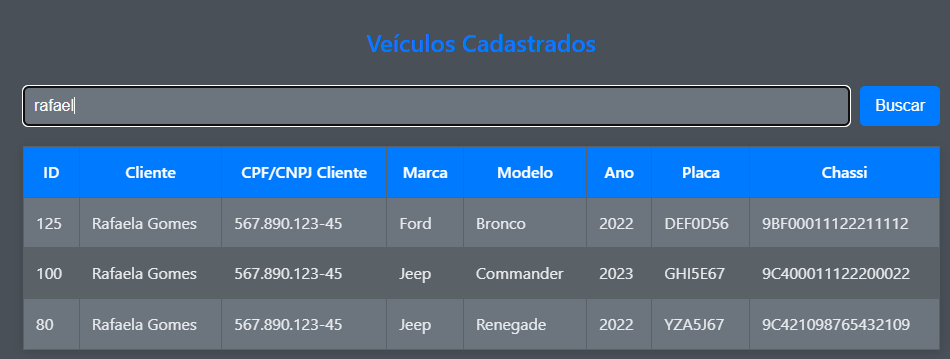 Veículos Cadastrados
rafael Buscar
ID Cliente CPF/CNPJ Cliente Marca Modelo Ano Placa Chassi
125 Rafaela Gomes 567.890.123-45 Ford Bronco 2022 DEF0D56 9BF00011122211112
100 Rafaela Gomes 567.890.123-45 Jeep Commander 2023 GHI5E67 9C400011122200022
80 Rafaela Gomes 567.890.123-45 Jeep Renegade 2022 YZA5J67 9C421098765432109